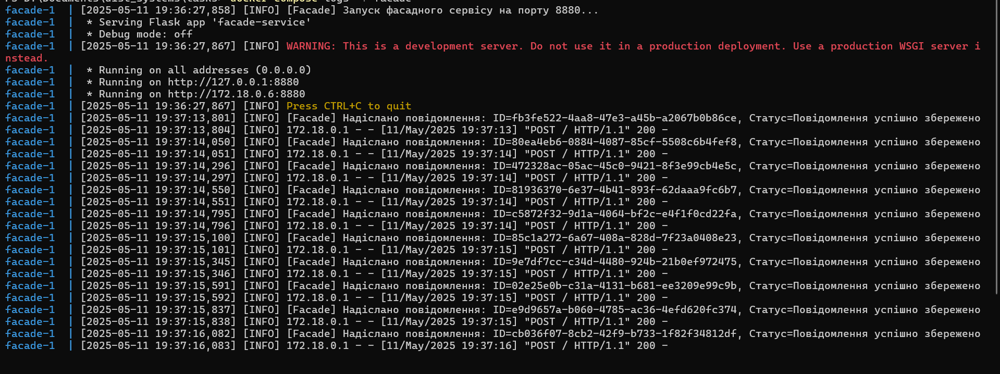 facade-1  | [2025-05-11 19:36:27,858] [INFO] [Facade] Запуск фасадного сервісу на порту 8880...
facade-1  |  * Serving Flask app 'facade-service'
facade-1  |  * Debug mode: off
facade-1  | [2025-05-11 19:36:27,867] [INFO] WARNING: This is a development server. Do not use it in a production deployment. Use a production WSGI server i
nstead.
facade-1  |  * Running on all addresses (0.0.0.0)
facade-1  |  * Running on http://127.0.0.1:8880
facade-1  |  * Running on http://172.18.0.6:8880
facade-1  | [2025-05-11 19:36:27,867] [INFO] Press CTRL+C to quit
facade-1  | [2025-05-11 19:37:13,801] [INFO] [Facade] Надіслано повідомлення: ID=fb3fe522-4aa8-47e3-a45b-a2067b0b86ce, Статус=Повідомлення успішно збережено
facade-1  | [2025-05-11 19:37:13,804] [INFO] 172.18.0.1 - - [11/May/2025 19:37:13] "POST / HTTP/1.1" 200 -
facade-1  | [2025-05-11 19:37:14,050] [INFO] [Facade] Надіслано повідомлення: ID=80ea4eb6-0884-4087-85cf-5508c6b4fef8, Статус=Повідомлення успішно збережено
facade-1  | [2025-05-11 19:37:14,051] [INFO] 172.18.0.1 - - [11/May/2025 19:37:14] "POST / HTTP/1.1" 200 -
facade-1  | [2025-05-11 19:37:14,296] [INFO] [Facade] Надіслано повідомлення: ID=472328ac-05ac-45c0-9421-8f3e99cb4e5c, Статус=Повідомлення успішно збережено
facade-1  | [2025-05-11 19:37:14,297] [INFO] 172.18.0.1 - - [11/May/2025 19:37:14] "POST / HTTP/1.1" 200 -
facade-1  | [2025-05-11 19:37:14,550] [INFO] [Facade] Надіслано повідомлення: ID=81936370-6e37-4b41-893f-62daaa9fc6b7, Статус=Повідомлення успішно збережено
facade-1  | [2025-05-11 19:37:14,551] [INFO] 172.18.0.1 - - [11/May/2025 19:37:14] "POST / HTTP/1.1" 200 -
facade-1  | [2025-05-11 19:37:14,795] [INFO] [Facade] Надіслано повідомлення: ID=c5872f32-9d1a-4064-bf2c-e4f1f0cd22fa, Статус=Повідомлення успішно збережено
facade-1  | [2025-05-11 19:37:14,796] [INFO] 172.18.0.1 - - [11/May/2025 19:37:14] "POST / HTTP/1.1" 200 -
facade-1  | [2025-05-11 19:37:15,100] [INFO] [Facade] Надіслано повідомлення: ID=85c1a272-6a67-408a-828d-7f23a0408e23, Статус=Повідомлення успішно збережено
facade-1  | [2025-05-11 19:37:15,101] [INFO] 172.18.0.1 - - [11/May/2025 19:37:15] "POST / HTTP/1.1" 200 -
facade-1  | [2025-05-11 19:37:15,345] [INFO] [Facade] Надіслано повідомлення: ID=9e7df7cc-c34d-4480-924b-21b0ef972475, Статус=Повідомлення успішно збережено
facade-1  | [2025-05-11 19:37:15,346] [INFO] 172.18.0.1 - - [11/May/2025 19:37:15] "POST / HTTP/1.1" 200 -
facade-1  | [2025-05-11 19:37:15,591] [INFO] [Facade] Надіслано повідомлення: ID=02e25e0b-c31a-4131-b681-ee3209e99c9b, Статус=Повідомлення успішно збережено
facade-1  | [2025-05-11 19:37:15,592] [INFO] 172.18.0.1 - - [11/May/2025 19:37:15] "POST / HTTP/1.1" 200 -
facade-1  | [2025-05-11 19:37:15,837] [INFO] [Facade] Надіслано повідомлення: ID=e9d9657a-b060-4785-ac36-4efd620fc374, Статус=Повідомлення успішно збережено
facade-1  | [2025-05-11 19:37:15,838] [INFO] 172.18.0.1 - - [11/May/2025 19:37:15] "POST / HTTP/1.1" 200 -
facade-1  | [2025-05-11 19:37:16,082] [INFO] [Facade] Надіслано повідомлення: ID=cb036f07-8cb2-42f9-b733-1f82f34812df, Статус=Повідомлення успішно збережено
facade-1  | [2025-05-11 19:37:16,083] [INFO] 172.18.0.1 - - [11/May/2025 19:37:16] "POST / HTTP/1.1" 200 -